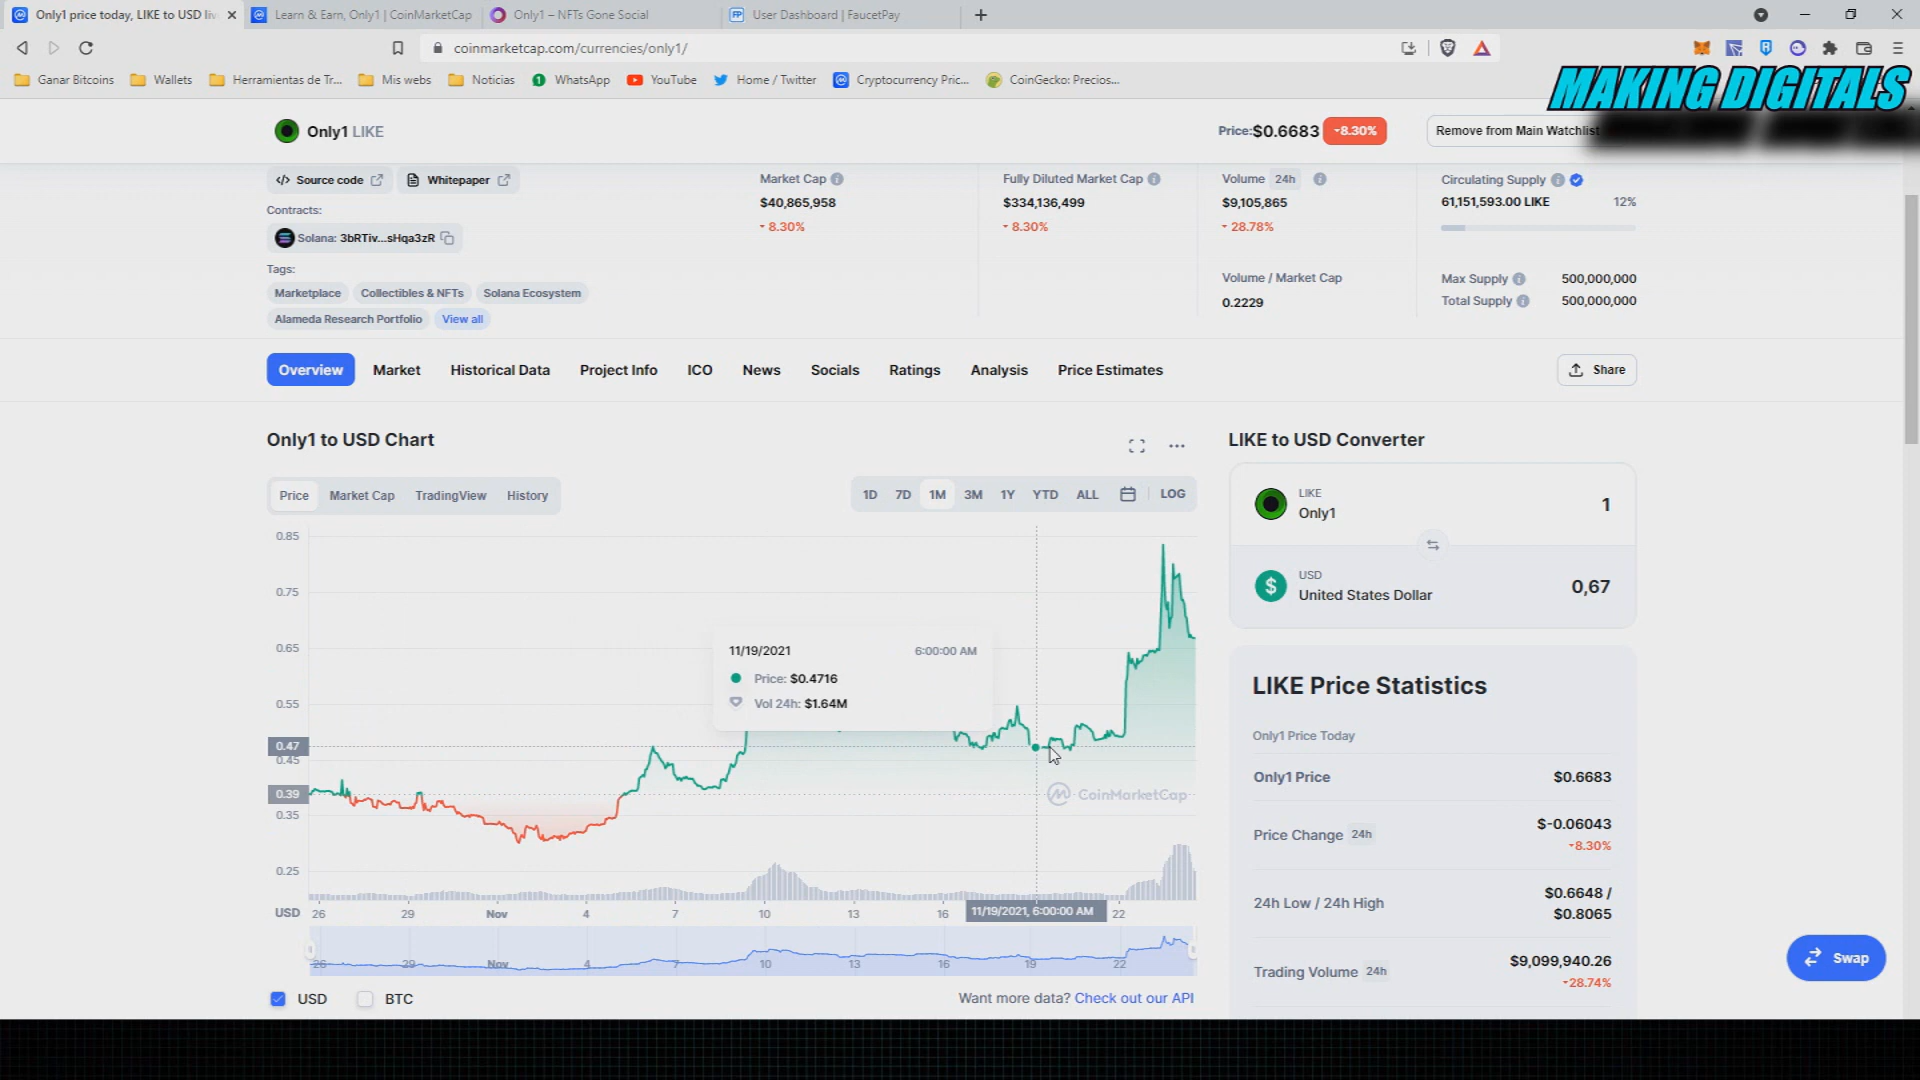 Only1 price today, LIKE to USD liv
Learn & Earn, Only1 | CoinMarketCap
Only1 – NFTs Gone Social
User Dashboard | FaucetPay
coinmarketcap.com/currencies/only1/
Ganar Bitcoins
Wallets
Herramientas de Tr...
Mis webs
Noticias
WhatsApp
YouTube
Home / Twitter
Cryptocurrency Pric...
CoinGecko: Precios...
MAKING DIGITALS
Only1 LIKE
Price:$0.6683
8.30%
Remove from Main Watchlist
Source code
Whitepaper
Contracts:
Solana: 3bRTiv...sHqa3zR
Tags:
Marketplace
Collectibles & NFTs
Solana Ecosystem
Alameda Research Portfolio
View all
Market Cap
$40,865,958
8.30%
Fully Diluted Market Cap
$334,136,499
8.30%
Volume 24h
$9,105,865
28.78%
Volume / Market Cap
0.2229
Circulating Supply
61,151,593.00 LIKE
12%
Max Supply
500,000,000
Total Supply
500,000,000
Overview
Market
Historical Data
Project Info
ICO
News
Socials
Ratings
Analysis
Price Estimates
Share
Only1 to USD Chart
Price
Market Cap
TradingView
History
1D
7D
1M
3M
1Y
YTD
ALL
LOG
0.85
0.75
0.65
0.55
0.47
0.45
0.39
0.35
0.25
11/19/2021
6:00:00 AM
Price: $0.4716
Vol 24h: $1.64M
CoinMarketCap
USD
26
29
Nov
4
7
10
13
16
11/19/2021, 6:00:00 AM
22
26
29
Nov
4
7
10
13
16
19
22
USD
BTC
Want more data? Check out our API
LIKE to USD Converter
LIKE
Only1
1
USD
United States Dollar
0,67
LIKE Price Statistics
Only1 Price Today
Only1 Price
$0.6683
Price Change 24h
$-0.06043
8.30%
24h Low / 24h High
$0.6648 /
$0.8065
Trading Volume 24h
$9,099,940.26
28.74%
Swap